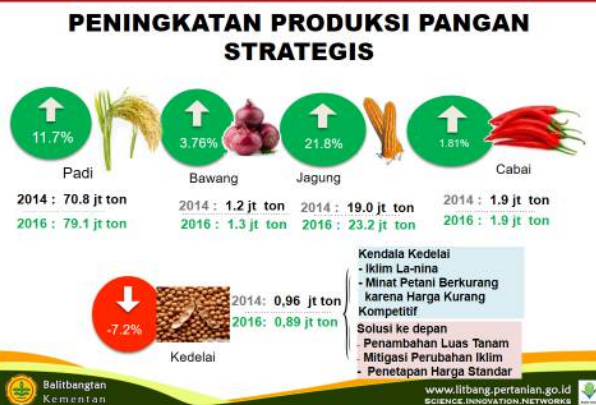 PENINGKATAN PRODUKSI PANGAN
STRATEGIS
11.7%
Padi
2014 : 70.8 jt ton
2016 : 79.1 jt ton
3.76%
Bawang
2014 : 1.2 jt ton
2016 : 1.3 jt ton
21.8%
Jagung
2014 : 19.0 jt ton
2016 : 23.2 jt ton
1.81%
Cabai
2014 : 1.9 jt ton
2016 : 1.9 jt ton
-7.2%
Kedelai
2014: 0,96 jt ton
2016: 0,89 jt ton
Kendala Kedelai
- Iklim La-nina
- Minat Petani Berkurang
karena Harga Kurang
Kompetitif
Solusi ke depan
- Penambahan Luas Tanam
- Mitigasi Perubahan Iklim
- Penetapan Harga Standar
Balitbangtan
Kementan
www.litbang.pertanian.go.id
SCIENCE.INNOVATION.NETWORKS